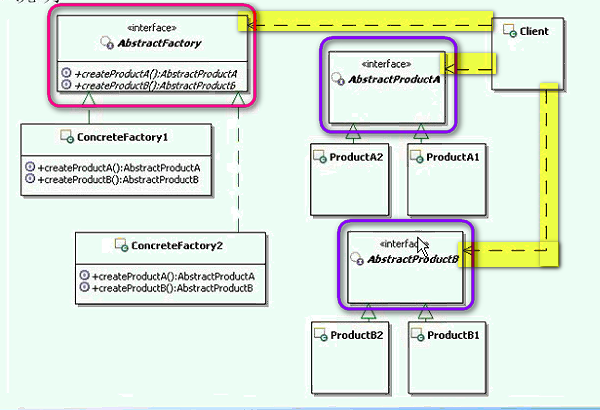 «interface»
AbstractFactory
+createProductA():AbstractProductA
+createProductB():AbstractProductB
Client
«interface»
AbstractProductA
ConcreteFactory1
+createProductA():AbstractProductA
+createProductB():AbstractProductB
ProductA2
ProductA1
ConcreteFactory2
+createProductA():AbstractProductA
+createProductB():AbstractProductB
«interface»
AbstractProductB
ProductB2
ProductB1